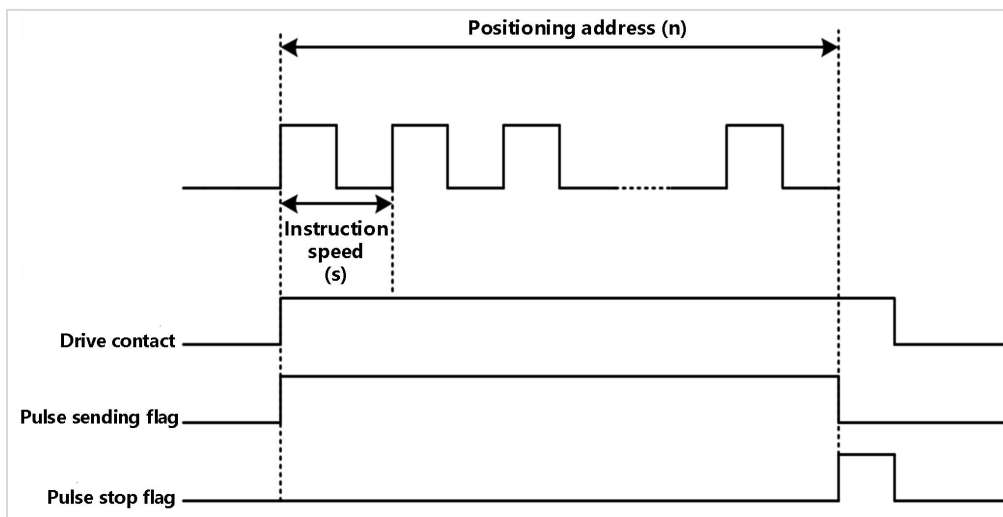 Positioning address (n)
Instruction
speed
(s)
Drive contact
Pulse sending flag
Pulse stop flag